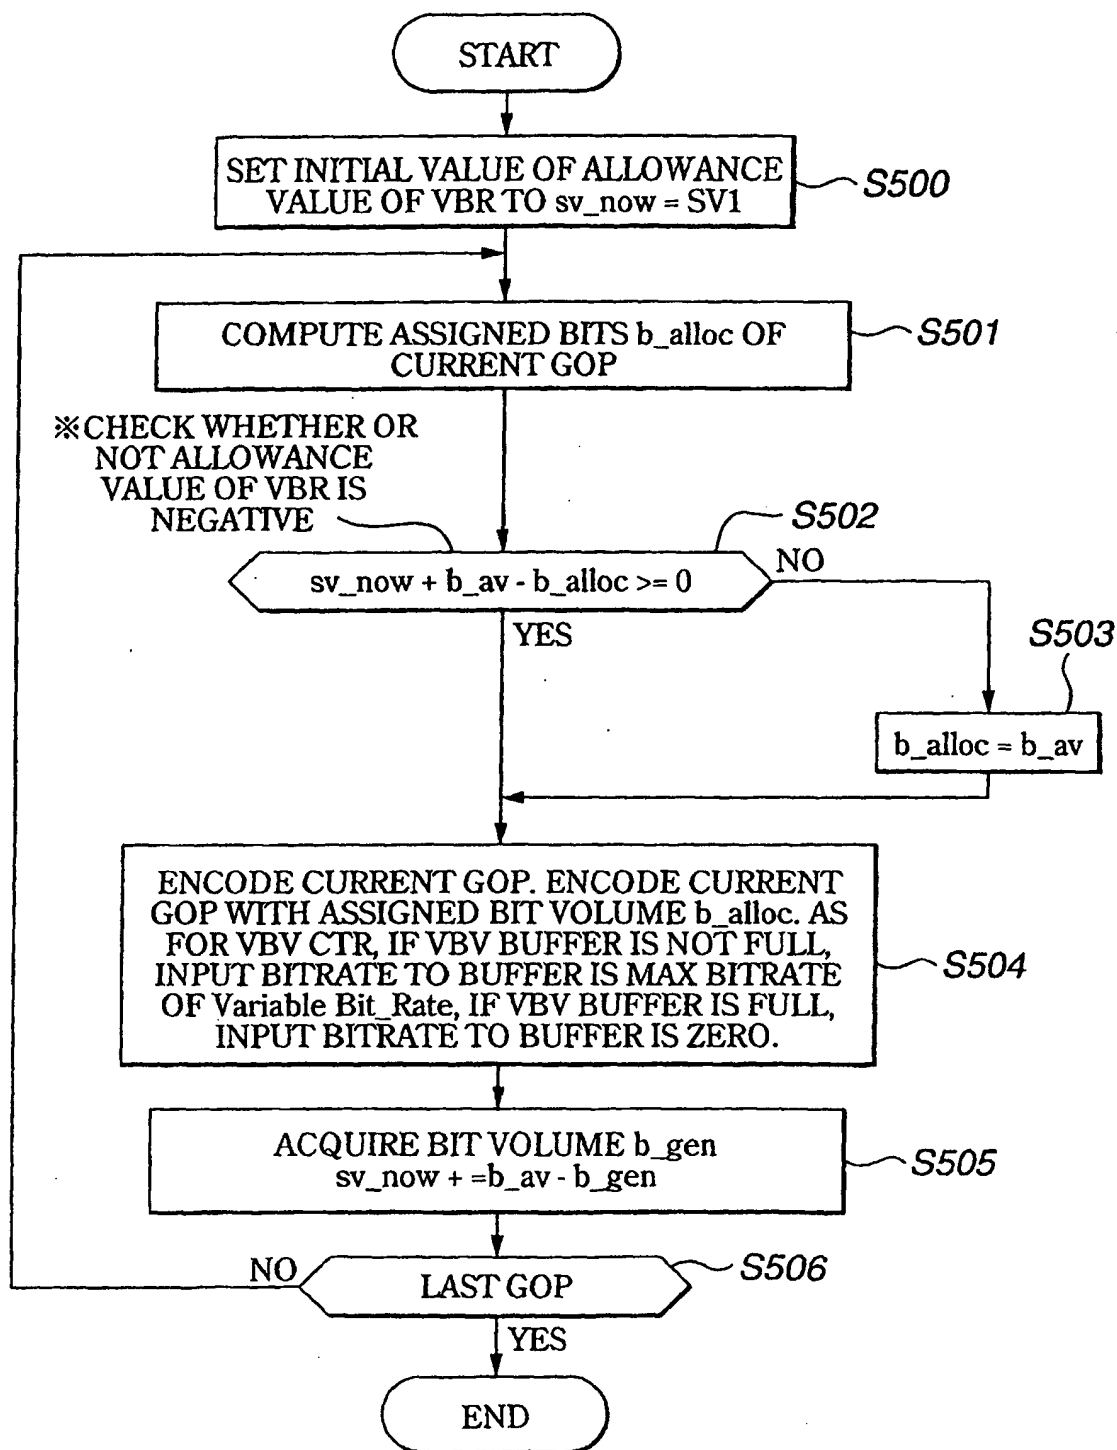 START
SET INITIAL VALUE OF ALLOWANCE
VALUE OF VBR TO sv_now = SV1
S500
COMPUTE ASSIGNED BITS b_alloc OF
CURRENT GOP
S501
※CHECK WHETHER OR
NOT ALLOWANCE
VALUE OF VBR IS
NEGATIVE
S502
sv_now + b_av - b_alloc >= 0
NO
YES
S503
b_alloc = b_av
ENCODE CURRENT GOP. ENCODE CURRENT
GOP WITH ASSIGNED BIT VOLUME b_alloc. AS
FOR VBV CTR, IF VBV BUFFER IS NOT FULL,
INPUT BITRATE TO BUFFER IS MAX BITRATE
OF Variable Bit_Rate, IF VBV BUFFER IS FULL,
INPUT BITRATE TO BUFFER IS ZERO.
S504
ACQUIRE BIT VOLUME b_gen
sv_now + =b_av - b_gen
S505
NO
LAST GOP
S506
YES
END